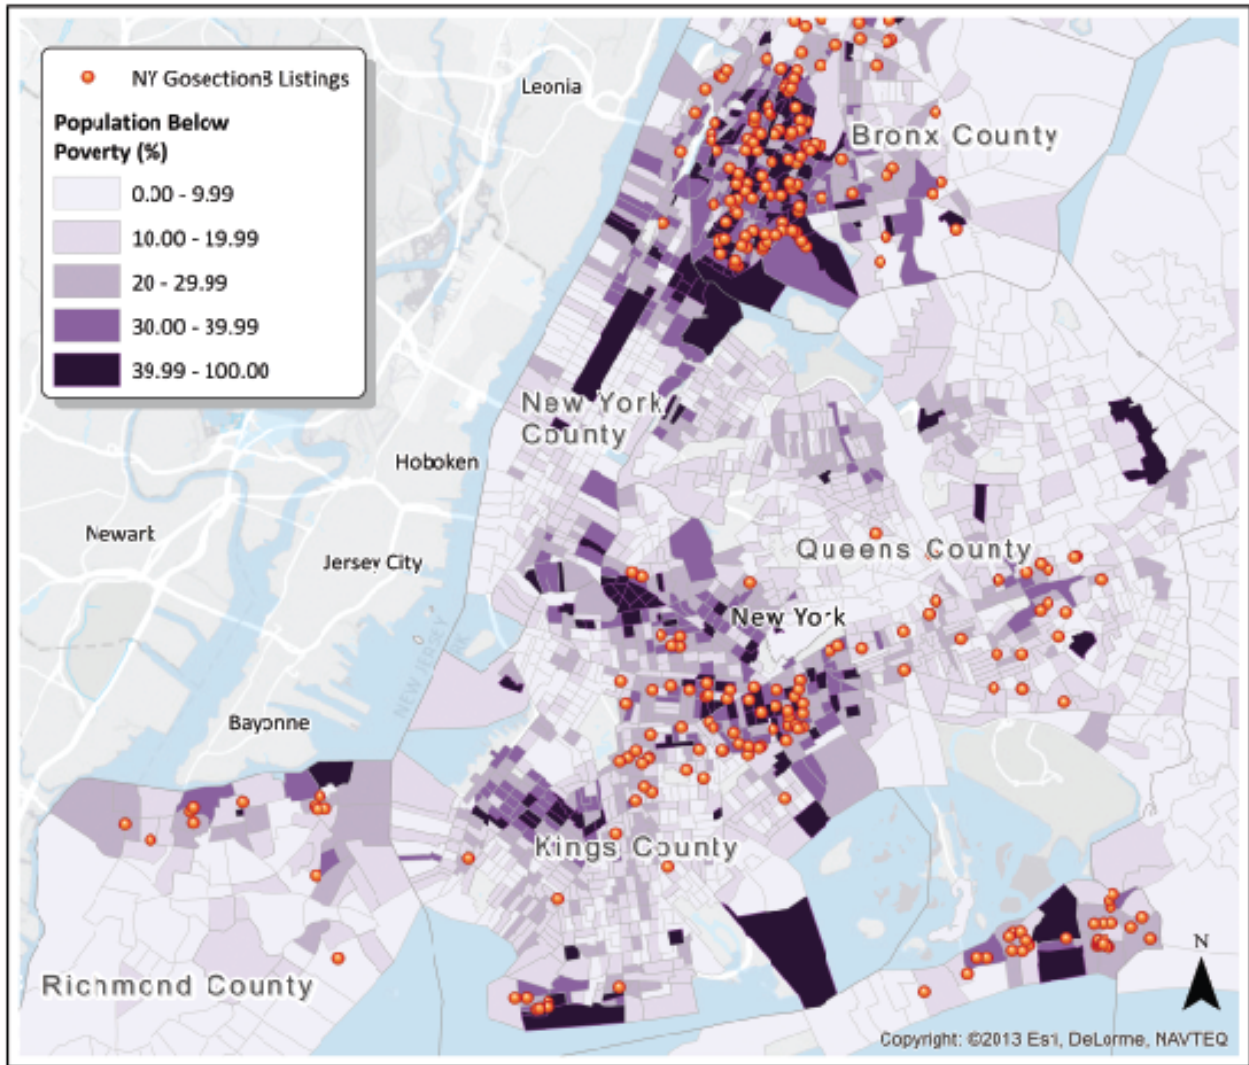 NY Gosection8 Listings
Population Below
Poverty (%)
0.00 - 9.99
10.00 - 19.99
20 - 29.99
30.00 - 39.99
39.99 - 100.00
Leonia
Bronx County
New York
County
Hoboken
Newark
Jersey City
Queens County
New York
NEW JERSEY
Bayonne
Kings County
Richmond County
N
Copyright: ©2013 Esri, DeLorme, NAVTEQ